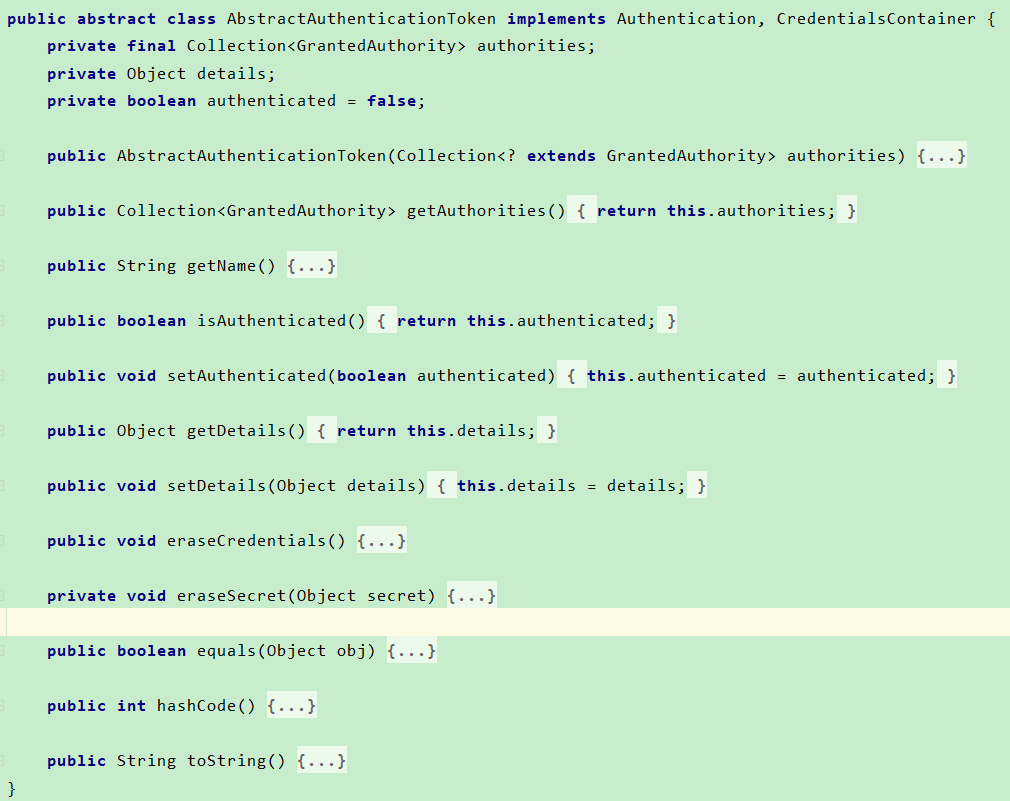 public abstract class AbstractAuthenticationToken implements Authentication, CredentialsContainer {
    private final Collection<GrantedAuthority> authorities;
    private Object details;
    private boolean authenticated = false;
    public AbstractAuthenticationToken(Collection<? extends GrantedAuthority> authorities) {...}
    public Collection<GrantedAuthority> getAuthorities() { return this.authorities; }
    public String getName() {...}
    public boolean isAuthenticated() { return this.authenticated; }
    public void setAuthenticated(boolean authenticated) { this.authenticated = authenticated; }
    public Object getDetails() { return this.details; }
    public void setDetails(Object details) { this.details = details; }
    public void eraseCredentials() {...}
    private void eraseSecret(Object secret) {...}
    public boolean equals(Object obj) {...}
    public int hashCode() {...}
    public String toString() {...}
}